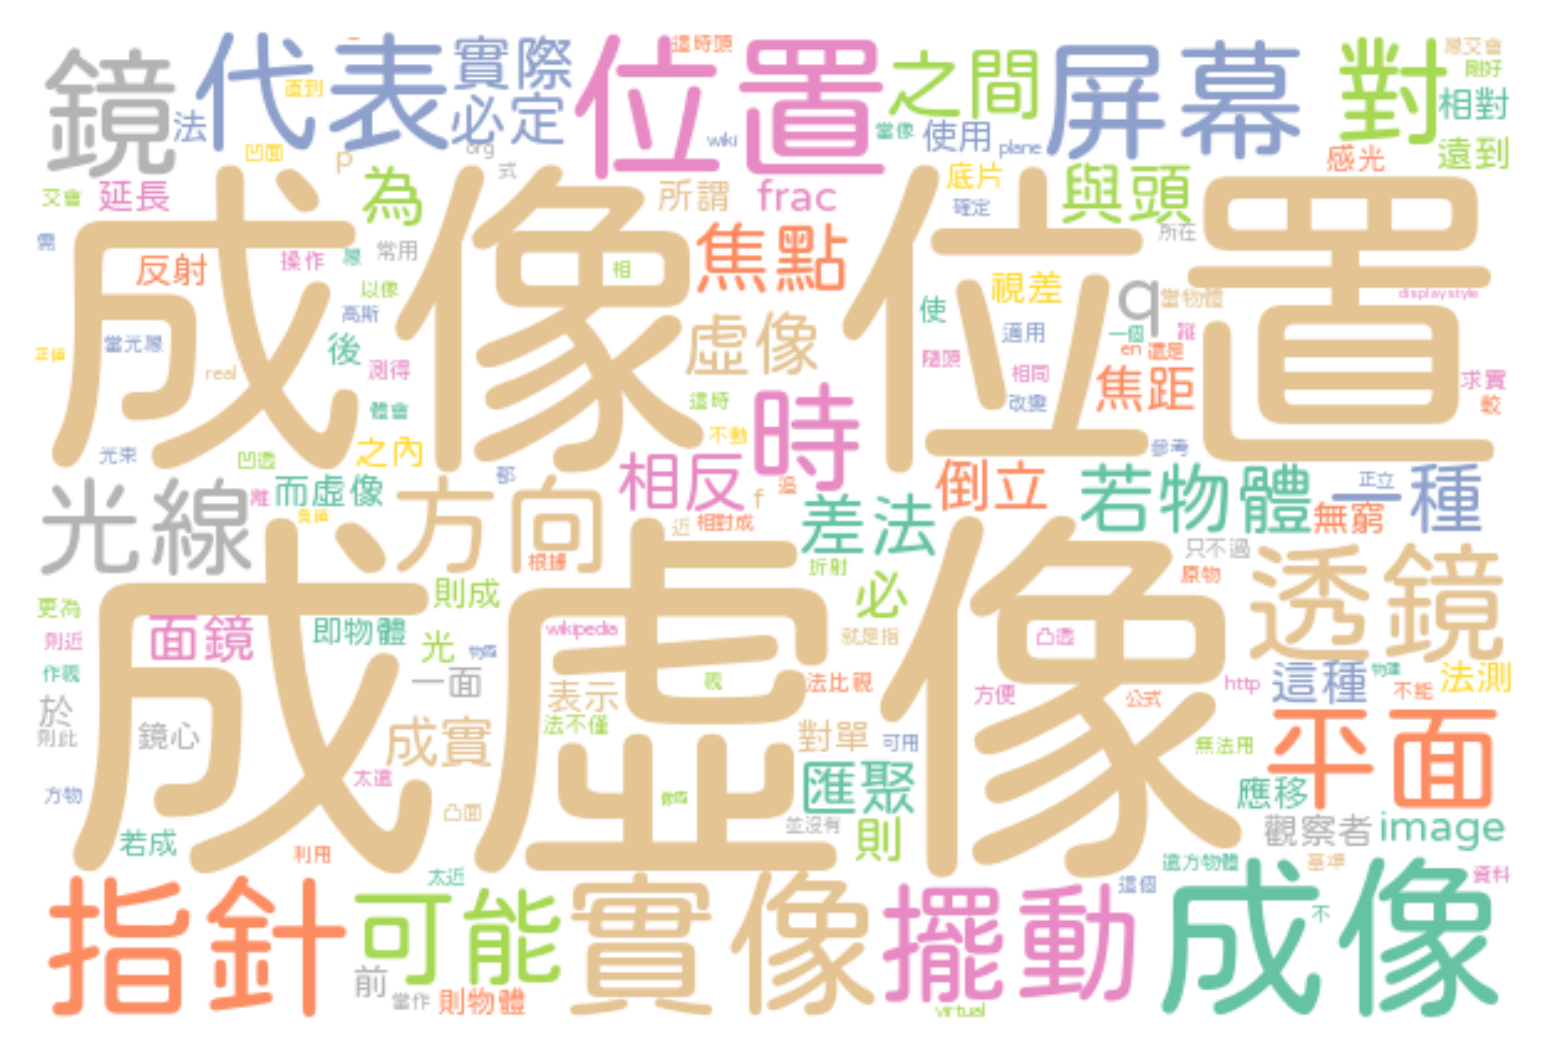 鏡
代表
實際
必定
位置
之間
屏幕
對
這時頭
直到
法
wiki
當像
使用
plane
剛好
相對
遠到
感光
凹面
p
org
式
交會
延長
為
所謂
frac
底片
確定
與頭
所在
需
反射
操作
常用
以像
高斯
成像位置
相
焦點
視差
使
適用
q
當物體
displaystyle
一個
正值
real
後
測得
虛像
隨頭
相同
改變
en
還是
焦距
求實
較
體會
這時
時
不動
光束
凹透
之內
都
參考
光線
離
而虛像
負值
方向
相反
f
近
相對成
差法
倒立
若物體
正立
一種
無窮
根據
折射
只不過
原物
更為
則近
作視
面鏡
則成
即物體
光
成虛像
wikipedia
必
就是指
凸透
透鏡
一面
表示
法比視
http
這種
不能
法測
於
則此
鏡心
成實
法不僅
對單
可用
方便
公式
無法用
平面
方物
太遠
凸面
匯聚
應移
若成
利用
並沒有
則
觀察者
image
太近
遠方物體
基準
這個
資料
指針
可能
實像
擺動
成像
不
前
當作
則物體
virtual